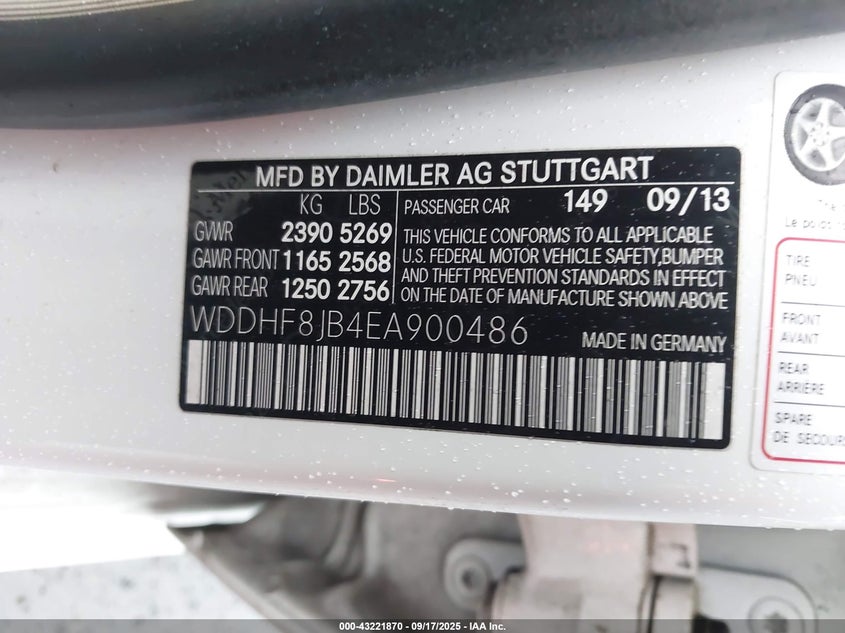 MFD BY DAIMLER AG STUTTGART
KG LBS
GVWR 2390 5269
GAWR FRONT 1165 2568
GAWR REAR 1250 2756
PASSENGER CAR 149 09/13
THIS VEHICLE CONFORMS TO ALL APPLICABLE
U.S. FEDERAL MOTOR VEHICLE SAFETY,BUMPER
AND THEFT PREVENTION STANDARDS IN EFFECT
ON THE DATE OF MANUFACTURE SHOWN ABOVE
WDDHF8JB4EA900486
MADE IN GERMANY
Le poids
TIRE
PNEU
FRONT
AVANT
REAR
ARRIÈRE
SPARE
DE SECOURS
000-43221870 - 09/17/2025 - IAA Inc.